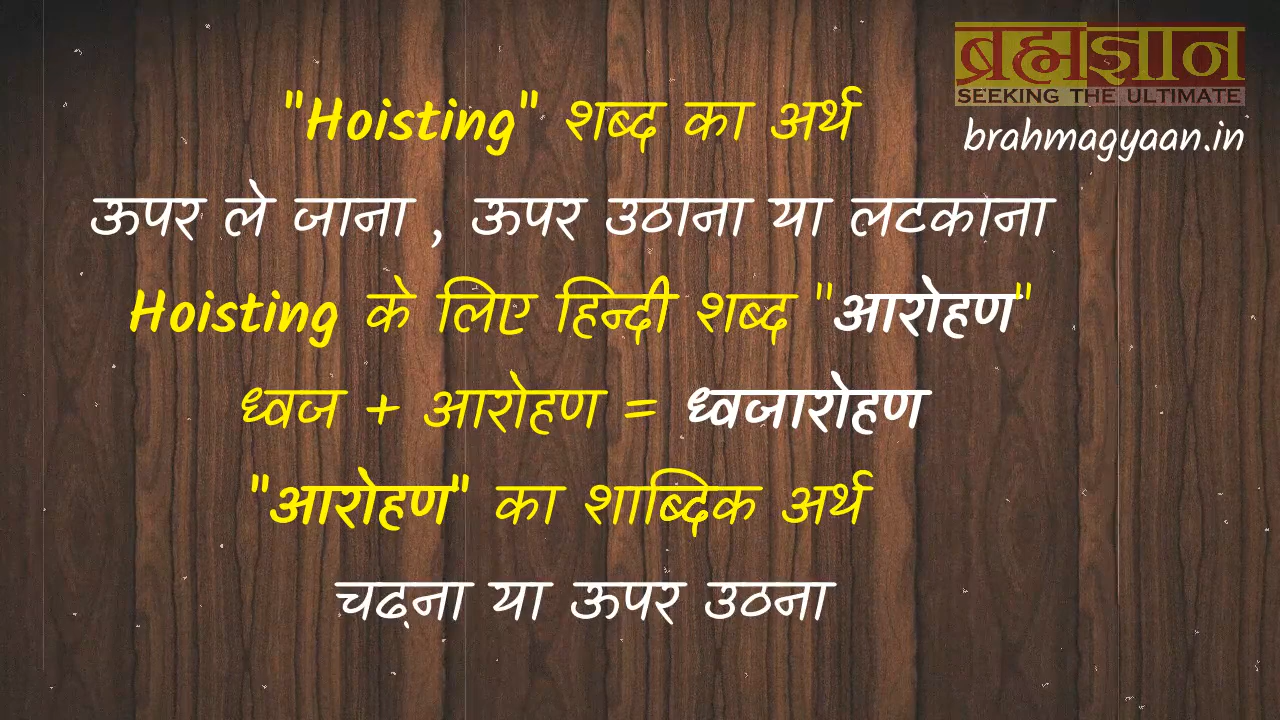 ब्रह्मज्ञान
SEEKING THE ULTIMATE
brahmagyaan.in
"Hoisting" शब्द का अर्थ
ऊपर ले जाना , ऊपर उठाना या लटकाना
Hoisting के लिए हिन्दी शब्द "आरोहण"
ध्वज + आरोहण = ध्वजारोहण
"आरोहण" का शाब्दिक अर्थ
चढ़ना या ऊपर उठना